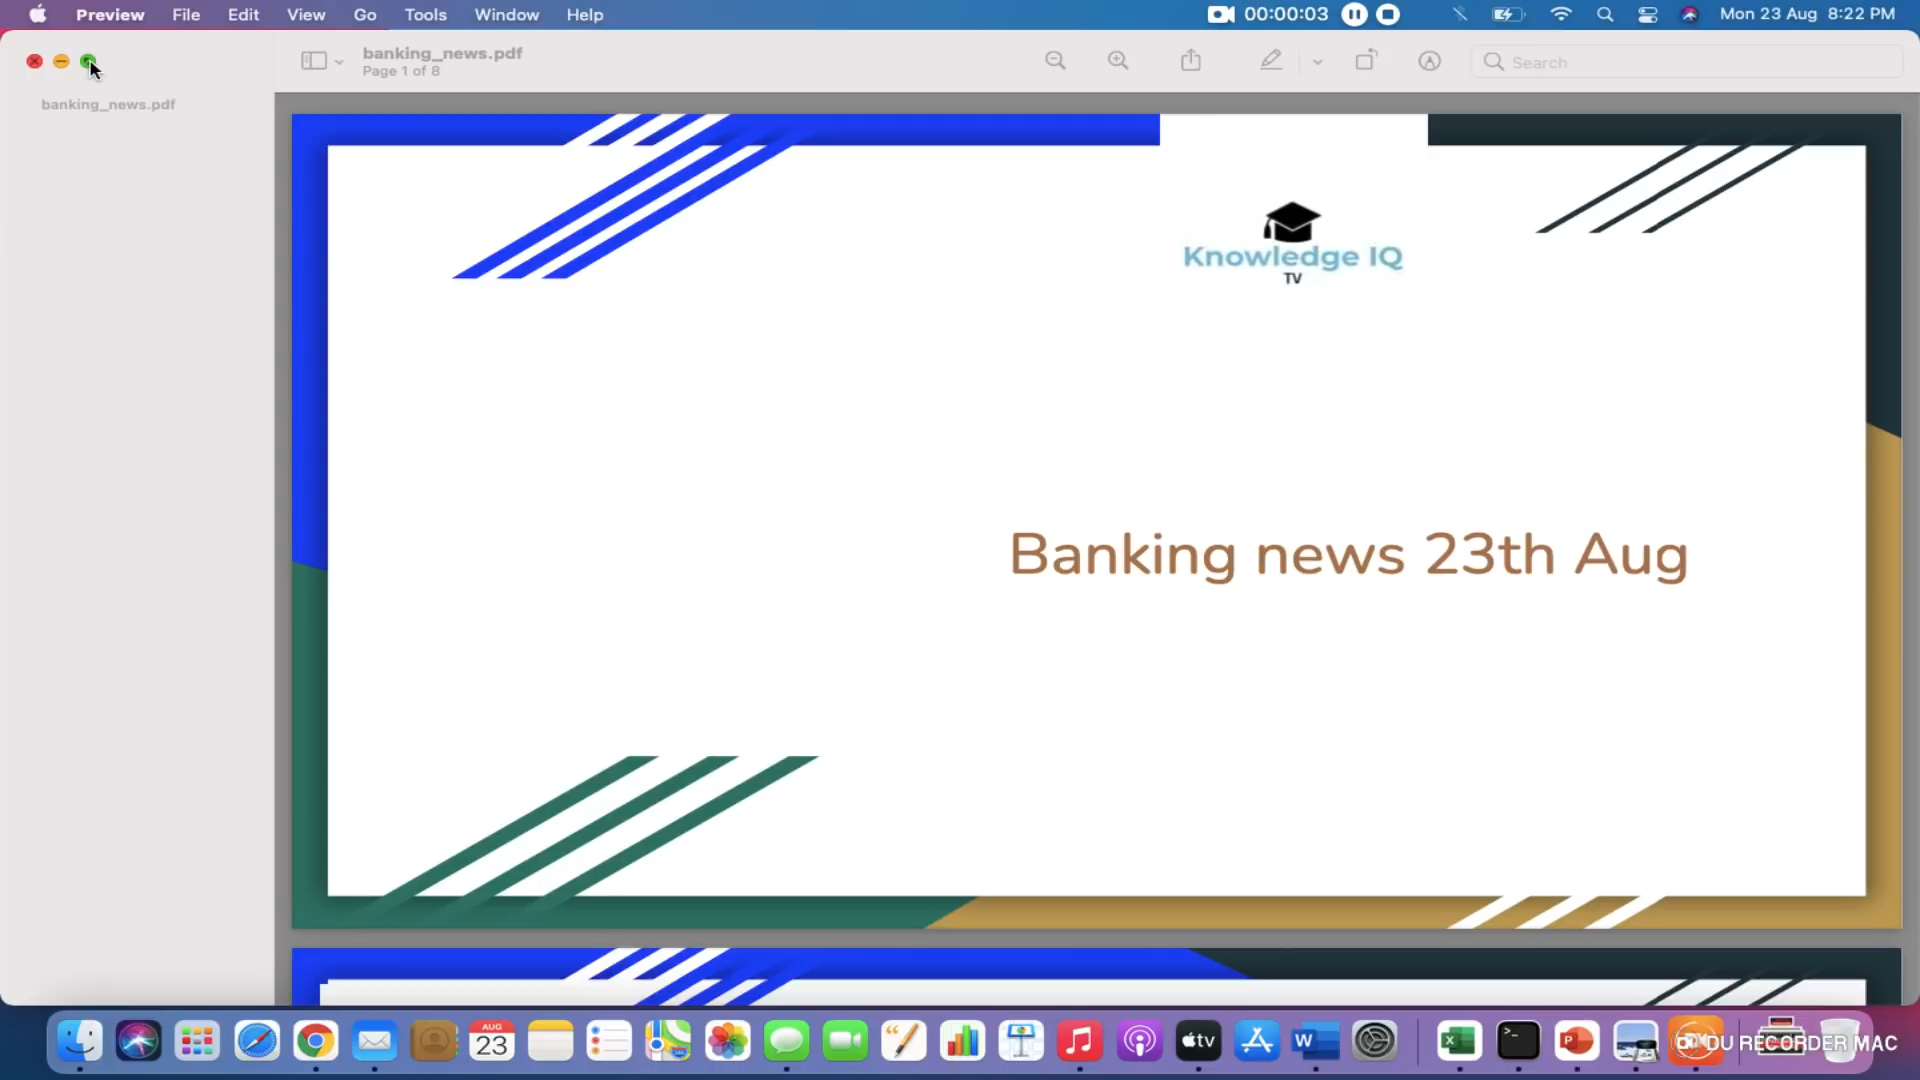 Preview File Edit View Go Tools Window Help 00:00:03 Mon 23 Aug 8:22 PM
banking_news.pdf
Page 1 of 8
Search
banking_news.pdf
Knowledge IQ
TV
Banking news 23th Aug
AUG
23
tv
W
X
>_
P
DU RECORDER MAC